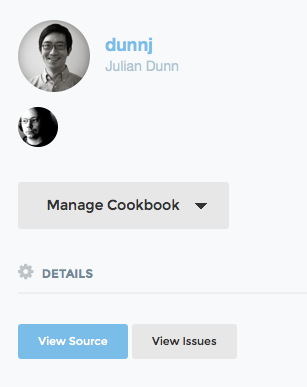 dunnj
Julian Dunn
Manage Cookbook
DETAILS
View Source
View Issues